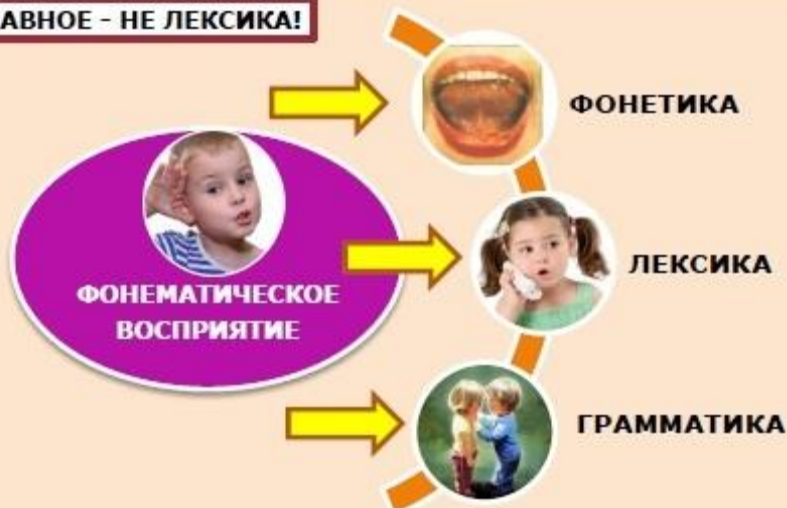 АВНОЕ - НЕ ЛЕКСИКА!
ФОНЕТИКА
ФОНЕМАТИЧЕСКОЕ
ВОСПРИЯТИЕ
ЛЕКСИКА
ГРАММАТИКА